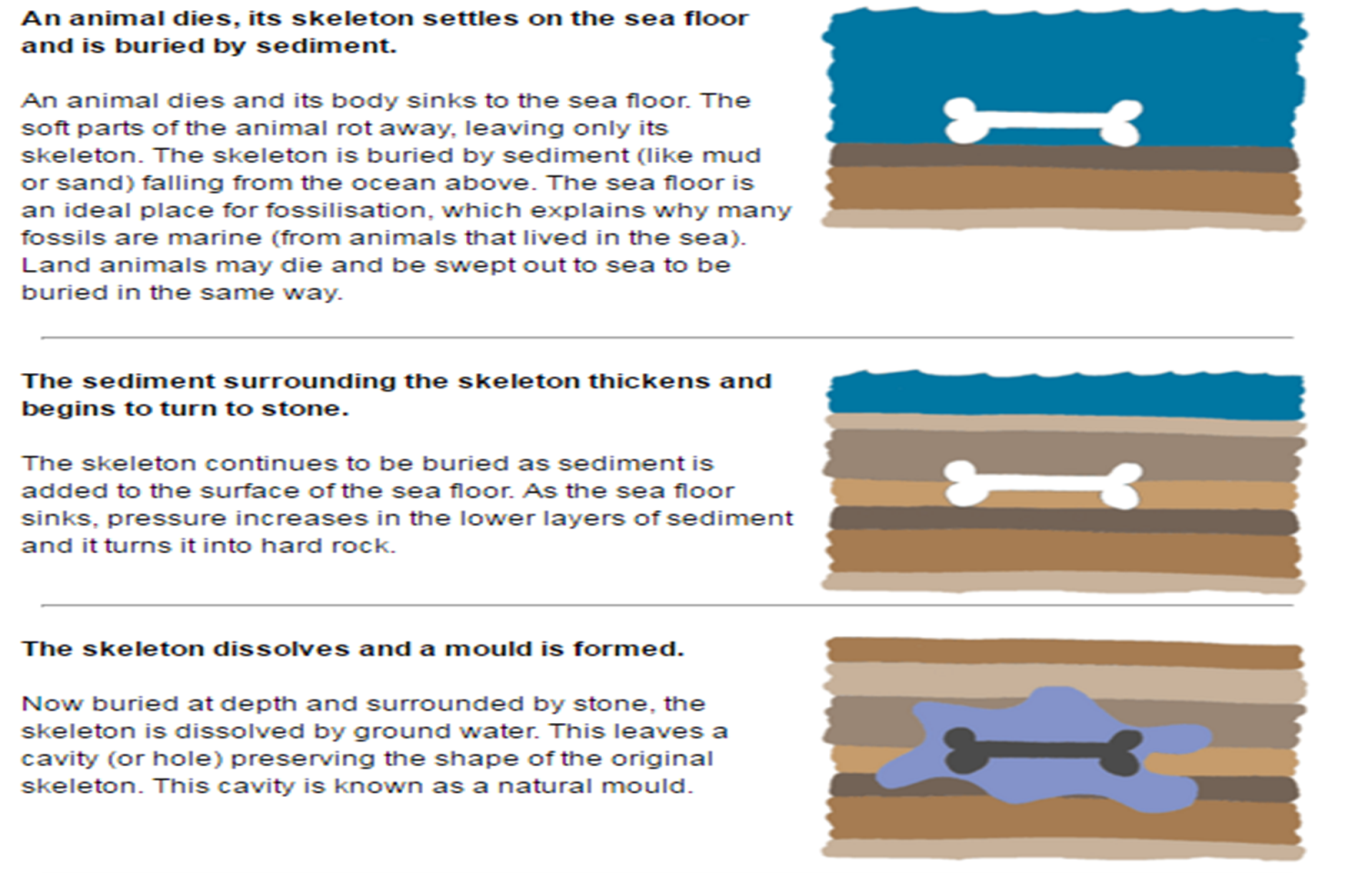 An animal dies, its skeleton settles on the sea floor
and is buried by sediment.
An animal dies and its body sinks to the sea floor. The
soft parts of the animal rot away, leaving only its
skeleton. The skeleton is buried by sediment (like mud
or sand) falling from the ocean above. The sea floor is
an ideal place for fossilisation, which explains why many
fossils are marine (from animals that lived in the sea).
Land animals may die and be swept out to sea to be
buried in the same way.
The sediment surrounding the skeleton thickens and
begins to turn to stone.
The skeleton continues to be buried as sediment is
added to the surface of the sea floor. As the sea floor
sinks, pressure increases in the lower layers of sediment
and it turns it into hard rock.
The skeleton dissolves and a mould is formed.
Now buried at depth and surrounded by stone, the
skeleton is dissolved by ground water. This leaves a
cavity (or hole) preserving the shape of the original
skeleton. This cavity is known as a natural mould.